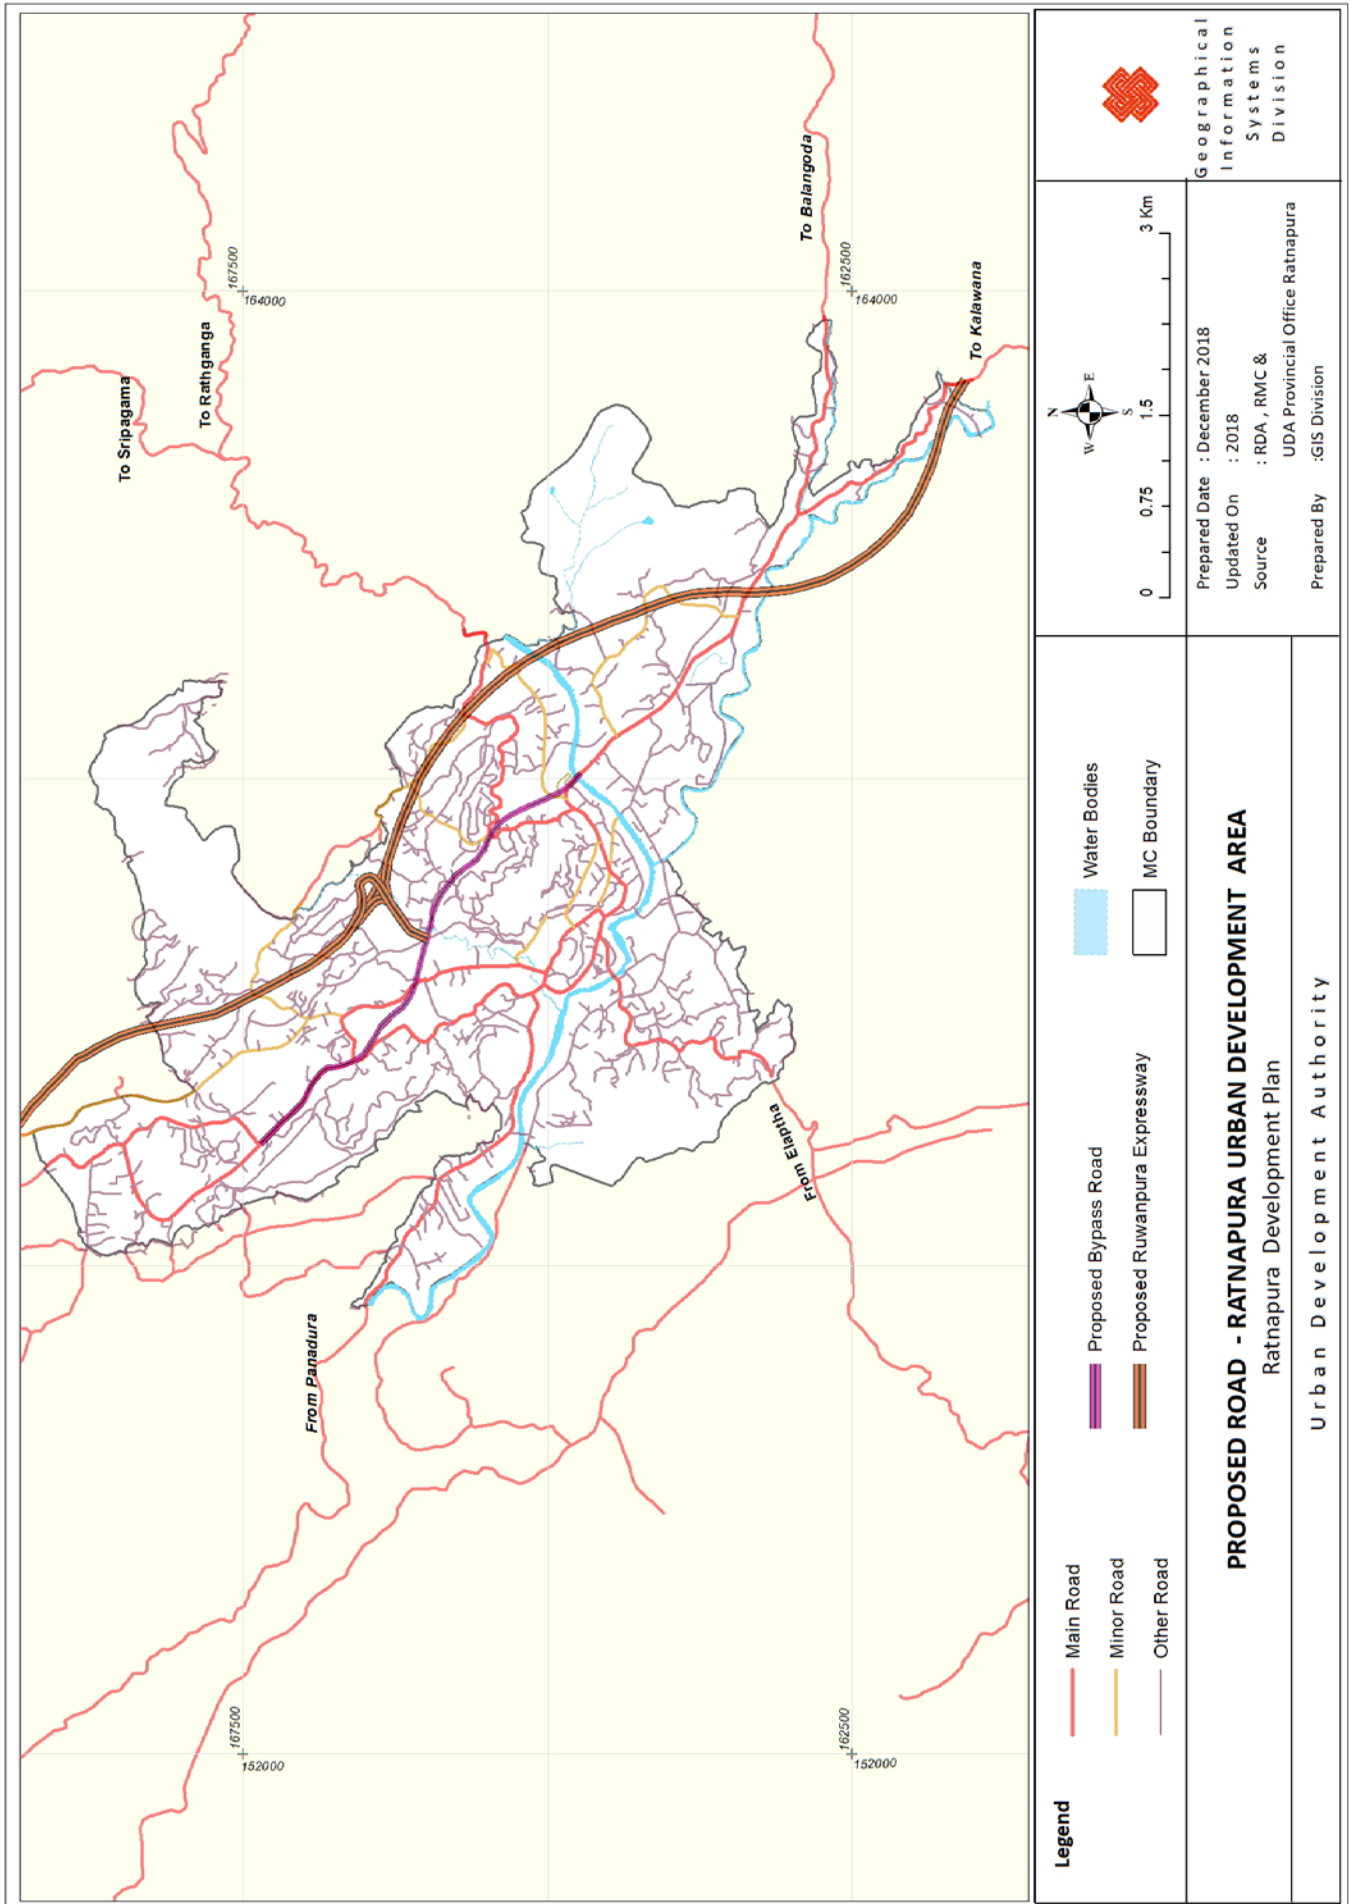 To Sripagama
To Rathganga
167500
164000
To Balangoda
162500
164000
To Kalawana
From Panadura
From Elaptha
167500
152000
162500
152000
Legend
Main Road
Minor Road
Other Road
Proposed Bypass Road
Proposed Ruwanpura Expressway
Water Bodies
MC Boundary
N
W
E
S
0
0.75
1.5
3 Km
Geographical
Information
Systems
Division
PROPOSED ROAD - RATNAPURA URBAN DEVELOPMENT AREA
Ratnapura Development Plan
Urban Development Authority
Prepared Date : December 2018
Updated On : 2018
Source : RDA , RMC &
UDA Provincial Office Ratnapura
Prepared By :GIS Division